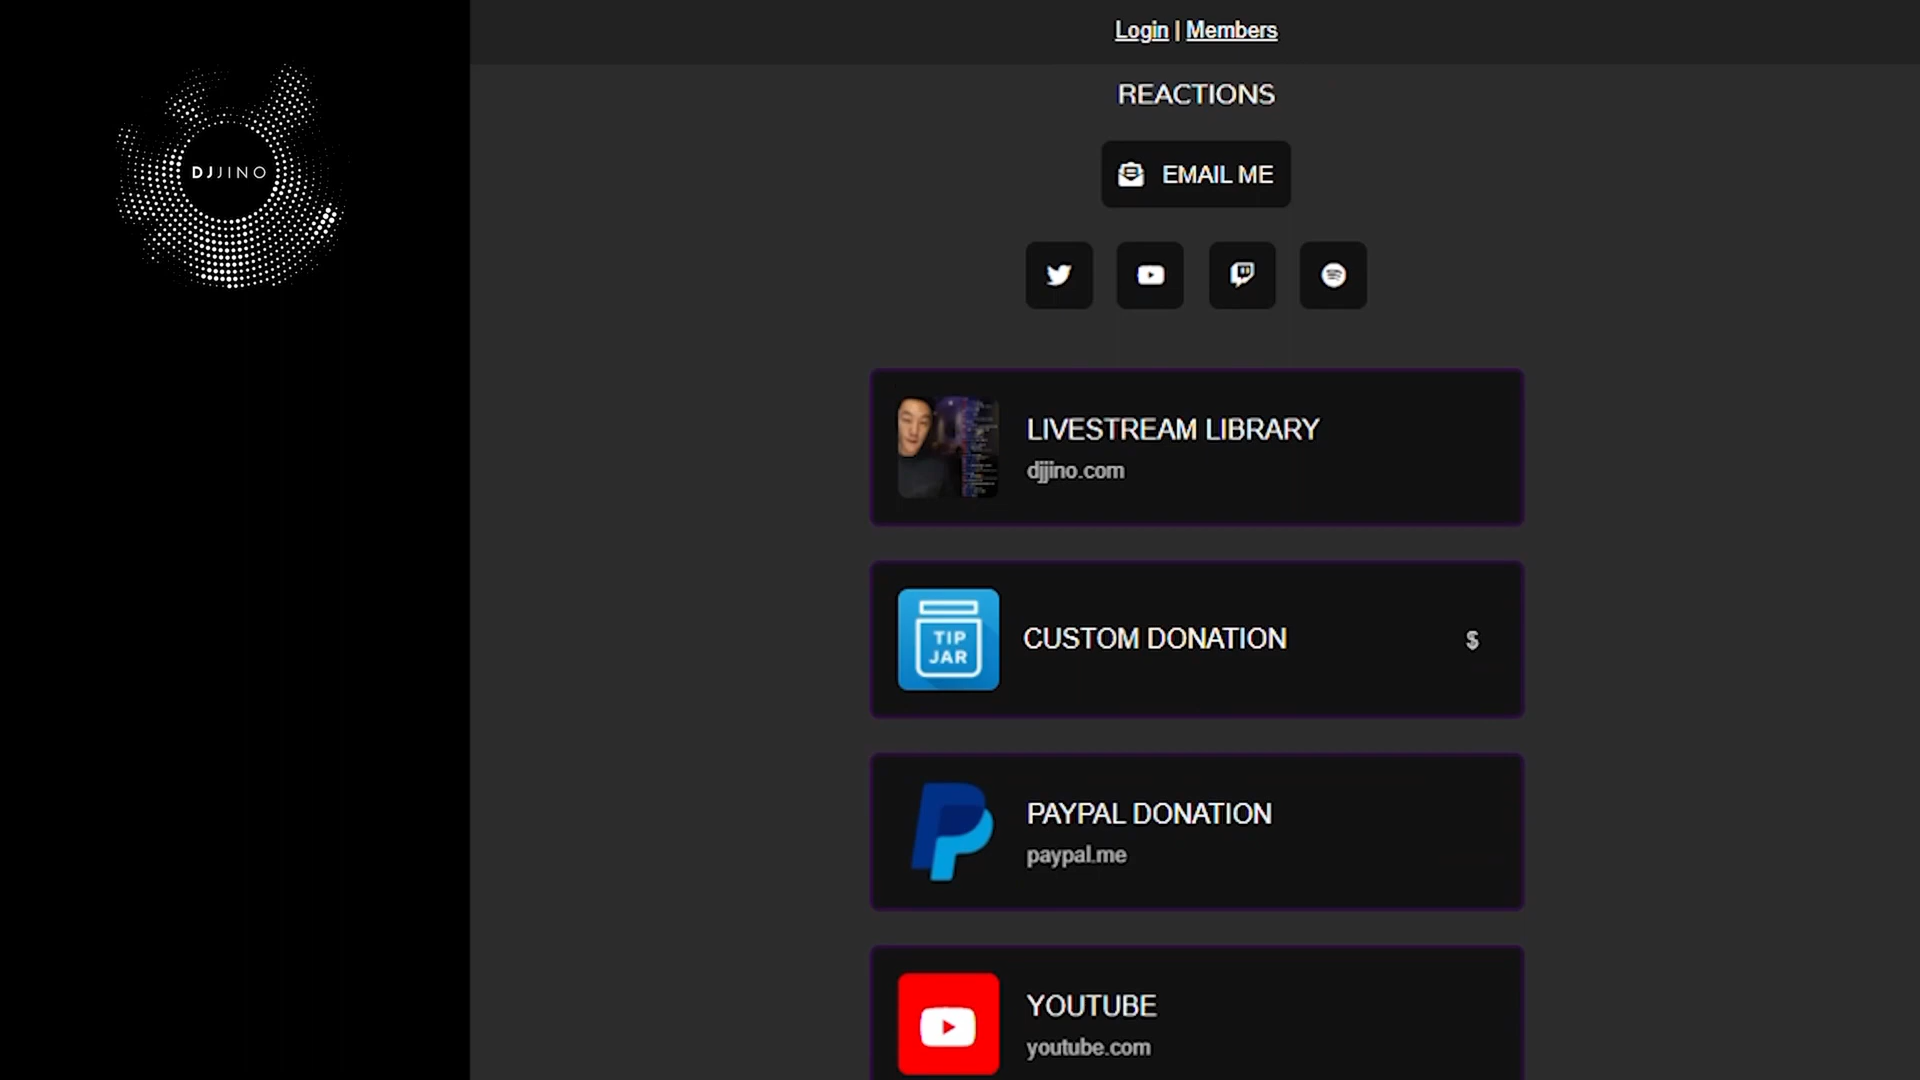 DJJINO
Login | Members
REACTIONS
EMAIL ME
LIVESTREAM LIBRARY
djjino.com
TIP
JAR
CUSTOM DONATION
$
PAYPAL DONATION
paypal.me
YOUTUBE
youtube.com